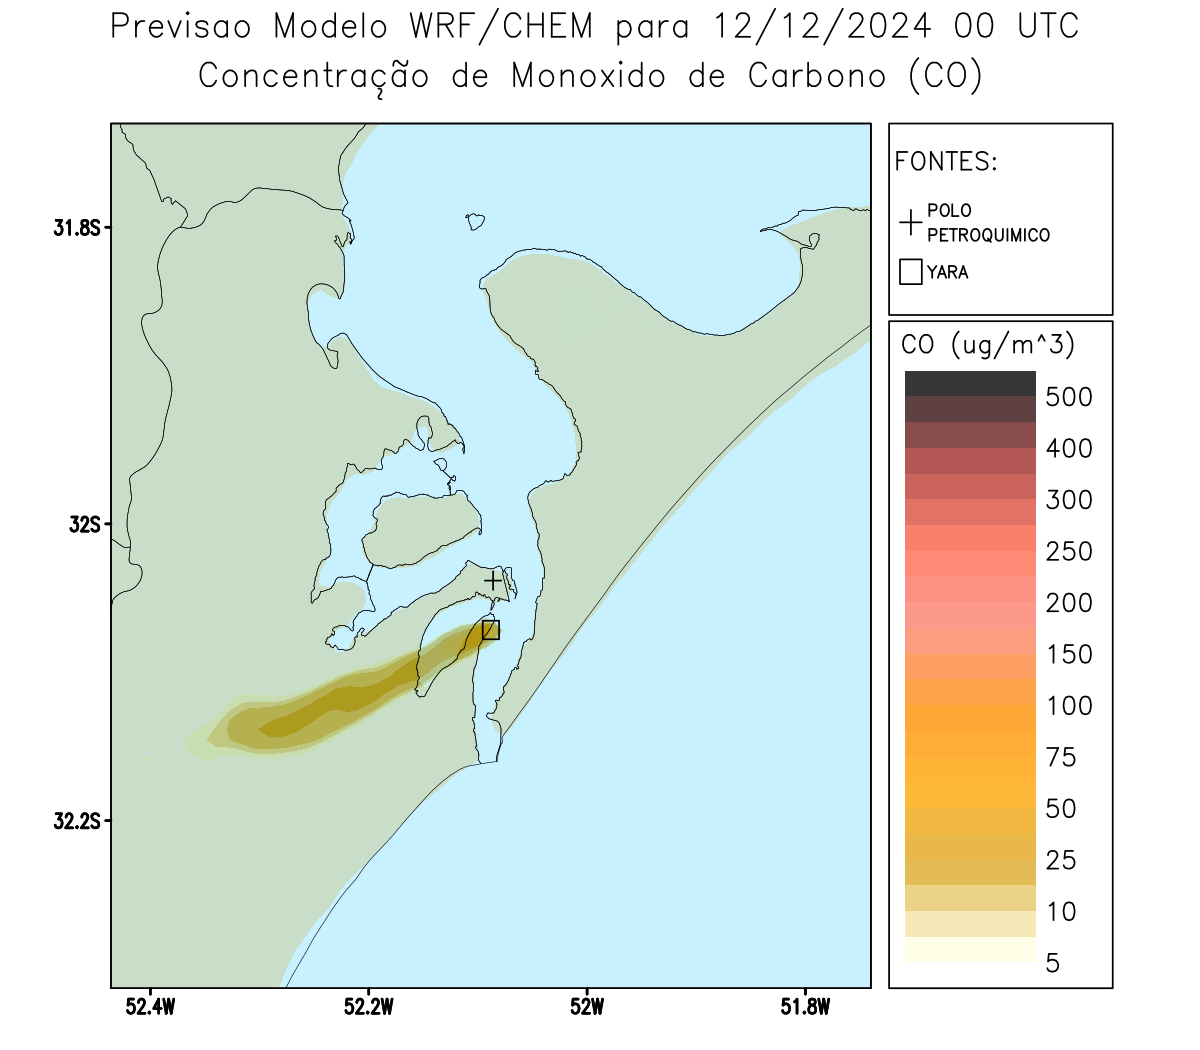 Previsao Modelo WRF/CHEM para 12/12/2024 00 UTC
Concentração de Monoxido de Carbono (CO)
FONTES:
POLO
PETROQUIMICO
YARA
CO (ug/m^3)
500
400
300
250
200
150
100
75
50
25
10
5
31.8S
32S
32.2S
52.4W
52.2W
52W
51.8W